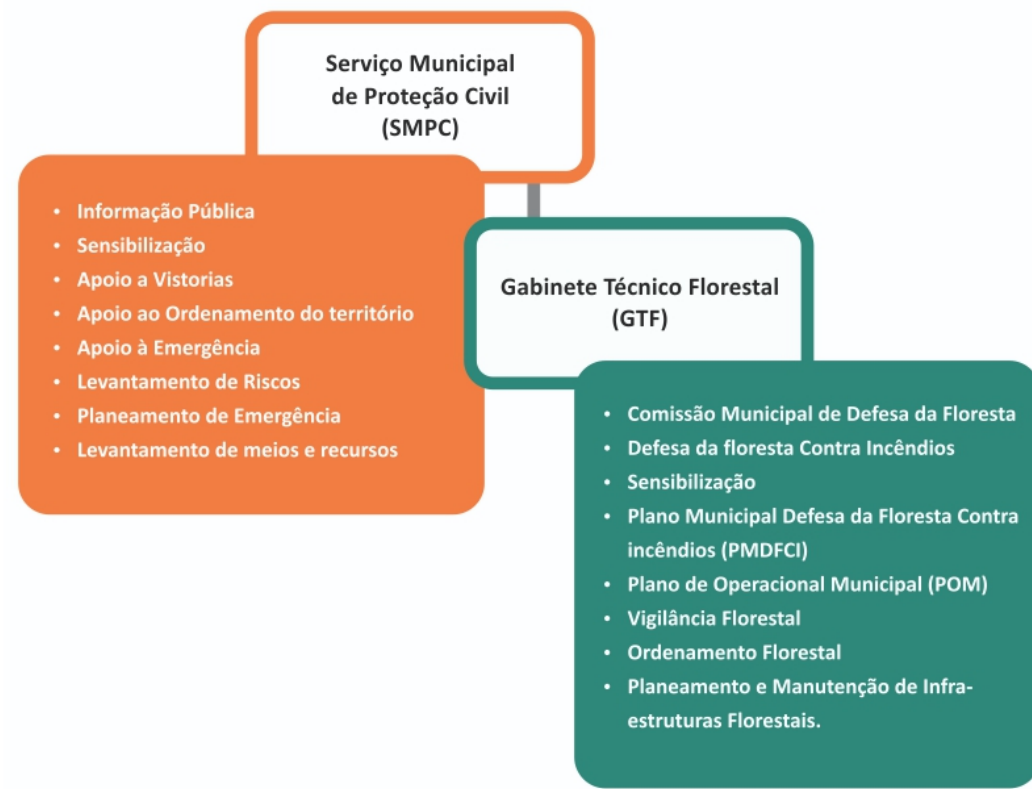 Serviço Municipal
de Proteção Civil
(SMPC)
• Informação Pública
• Sensibilização
• Apoio a Vistorias
• Apoio ao Ordenamento do território
• Apoio à Emergência
• Levantamento de Riscos
• Planeamento de Emergência
• Levantamento de meios e recursos
Gabinete Técnico Florestal
(GTF)
• Comissão Municipal de Defesa da Floresta
• Defesa da floresta Contra Incêndios
• Sensibilização
• Plano Municipal Defesa da Floresta Contra
incêndios (PMDFCI)
• Plano de Operacional Municipal (POM)
• Vigilância Florestal
• Ordenamento Florestal
• Planeamento e Manutenção de Infra-
estruturas Florestais.